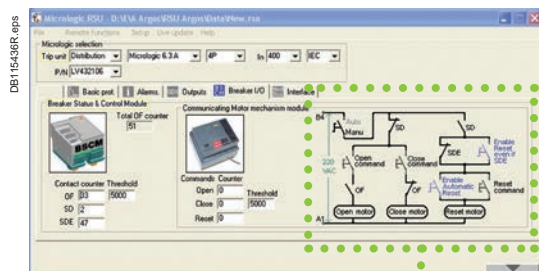 DB115436R.eps
Micrologic RSU - D:\E\A Argos\RSU Argos\Data\New.rsu
File Remote Functions Setup Live update Help
Micrologic selection
Trip unit Distribution Micrologic 6.3 A 4P In 400 IEC
P/N LV432106
Basic prot. Alarms Outputs Breaker I/O Interface
Breaker Status & Control Module
Total OF counter
51
BSCM
Contact counter Threshold
OF 5000
SD 2
SDE 47
Communicating Motor mechanism module
Commands Counter
Open 0 Threshold
Close 0 5000
Reset 0
B4
Auto
Manu
SD
SD
220
VAC
Open
command
Close
command
SDE
Enable
Reset
even if
SDE
OF
OF
Enable
Automatic
Reset
Reset
command
A1
Open motor
Close motor
Reset motor